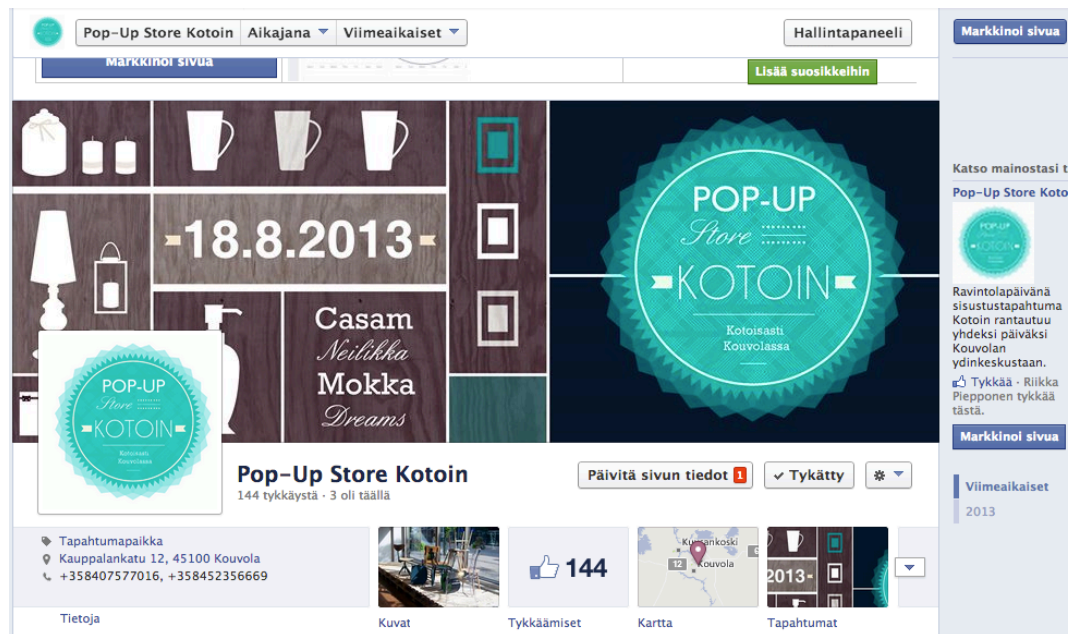 Pop-Up Store Kotoin Aikajana Viimeaikaiset Hallintapaneeli
Markkinoi sivua
Markkinoi sivua
Lisää suosikkeihin
18.8.2013
Casam
Neilikka
Mokka
Dreams
POP-UP
Store
KOTOIN
Kotoisasti
Kouvolassa
POP-UP
Store
KOTOIN
Kotoisasti
Kouvolassa
Pop-Up Store Kotoin
144 tykkäystä · 3 oli täällä
Päivitä sivun tiedot 1
Tykätty
Tapahtumapaikka
Kauppalankatu 12, 45100 Kouvola
+358407577016, +358452356669
Tietoja
Kuvat
144
Tykkäämiset
12
Kouvola
Kartta
2013
Tapahtumat
Katso mainostasi t
Pop-Up Store Koto
POP-UP
Store
KOTOIN
Ravintolapäivänä
sisustustapahtuma
Kotoin rantautuu
yhdeksi päiväksi
Kouvolan
ydinkeskustaan.
Tykkää · Riikka
Piepponen tykkää
tästä.
Markkinoi sivua
Viimeaikaiset
2013